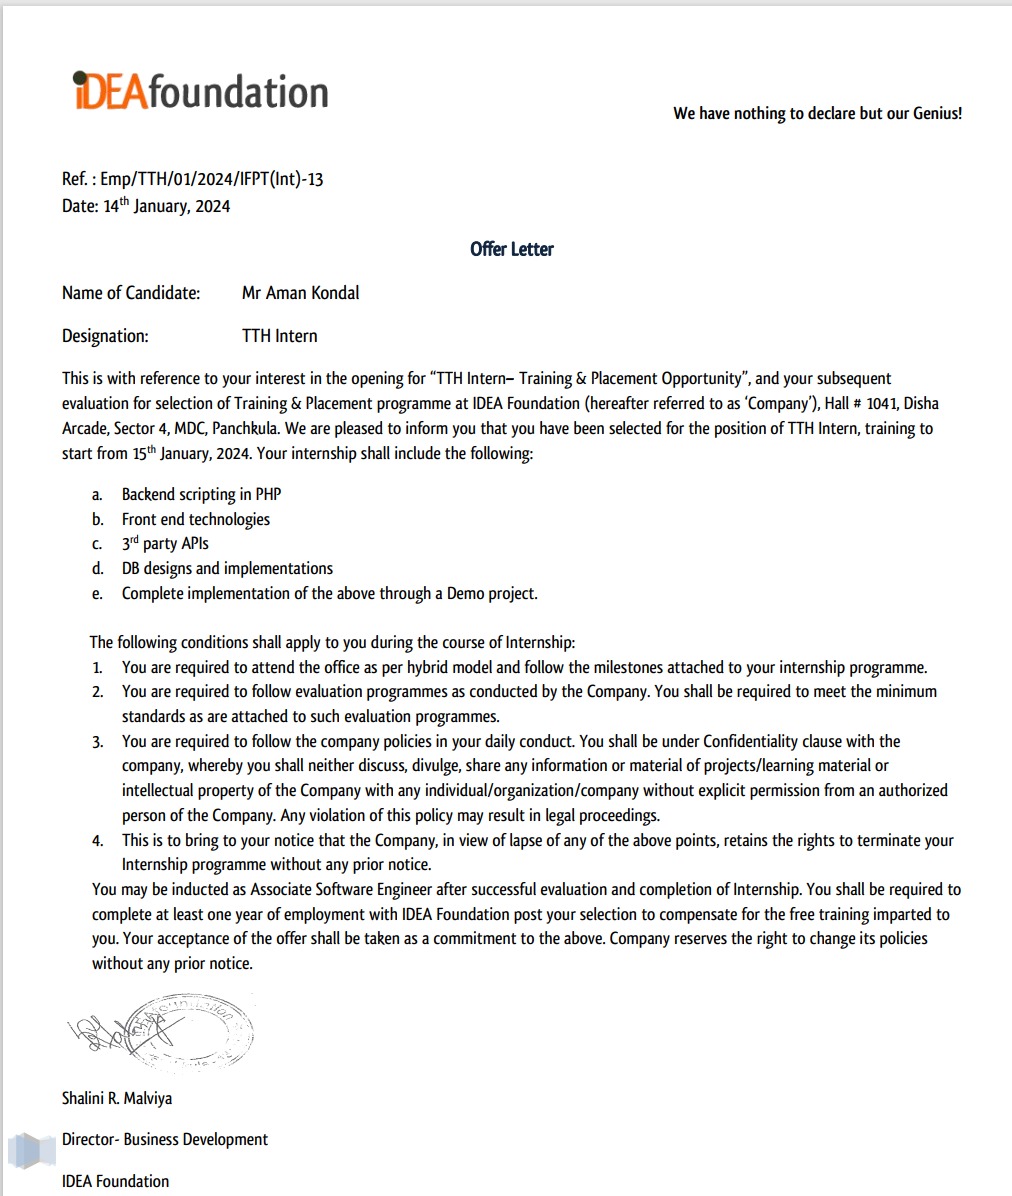 iDEAfoundation
We have nothing to declare but our Genius!
Ref. : Emp/TTH/01/2024/IFPT(Int)-13
Date: 14th January, 2024
Offer Letter
Name of Candidate: Mr Aman Kondal
Designation: TTH Intern
This is with reference to your interest in the opening for “TTH Intern– Training & Placement Opportunity”, and your subsequent
evaluation for selection of Training & Placement programme at IDEA Foundation (hereafter referred to as ‘Company’), Hall # 1041, Disha
Arcade, Sector 4, MDC, Panchkula. We are pleased to inform you that you have been selected for the position of TTH Intern, training to
start from 15th January, 2024. Your internship shall include the following:
a. Backend scripting in PHP
b. Front end technologies
c. 3rd party APIs
d. DB designs and implementations
e. Complete implementation of the above through a Demo project.
The following conditions shall apply to you during the course of Internship:
1. You are required to attend the office as per hybrid model and follow the milestones attached to your internship programme.
2. You are required to follow evaluation programmes as conducted by the Company. You shall be required to meet the minimum
standards as are attached to such evaluation programmes.
3. You are required to follow the company policies in your daily conduct. You shall be under Confidentiality clause with the
company, whereby you shall neither discuss, divulge, share any information or material of projects/learning material or
intellectual property of the Company with any individual/organization/company without explicit permission from an authorized
person of the Company. Any violation of this policy may result in legal proceedings.
4. This is to bring to your notice that the Company, in view of lapse of any of the above points, retains the rights to terminate your
Internship programme without any prior notice.
You may be inducted as Associate Software Engineer after successful evaluation and completion of Internship. You shall be required to
complete at least one year of employment with IDEA Foundation post your selection to compensate for the free training imparted to
you. Your acceptance of the offer shall be taken as a commitment to the above. Company reserves the right to change its policies
without any prior notice.
Shalini R. Malviya
Director- Business Development
IDEA Foundation